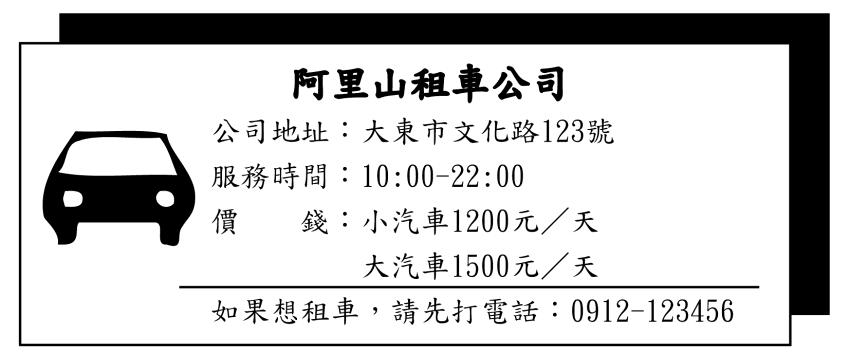 阿里山租車公司
公司地址：大東市文化路123號
服務時間：10:00-22:00
價　　錢：小汽車1200元／天
大汽車1500元／天
如果想租車，請先打電話：0912-123456